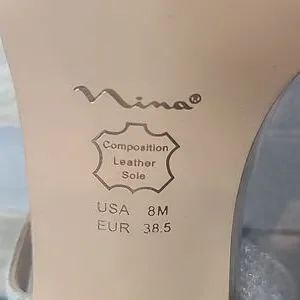 Nina®
Composition
Leather
Sole
USA 8M
EUR 38.5